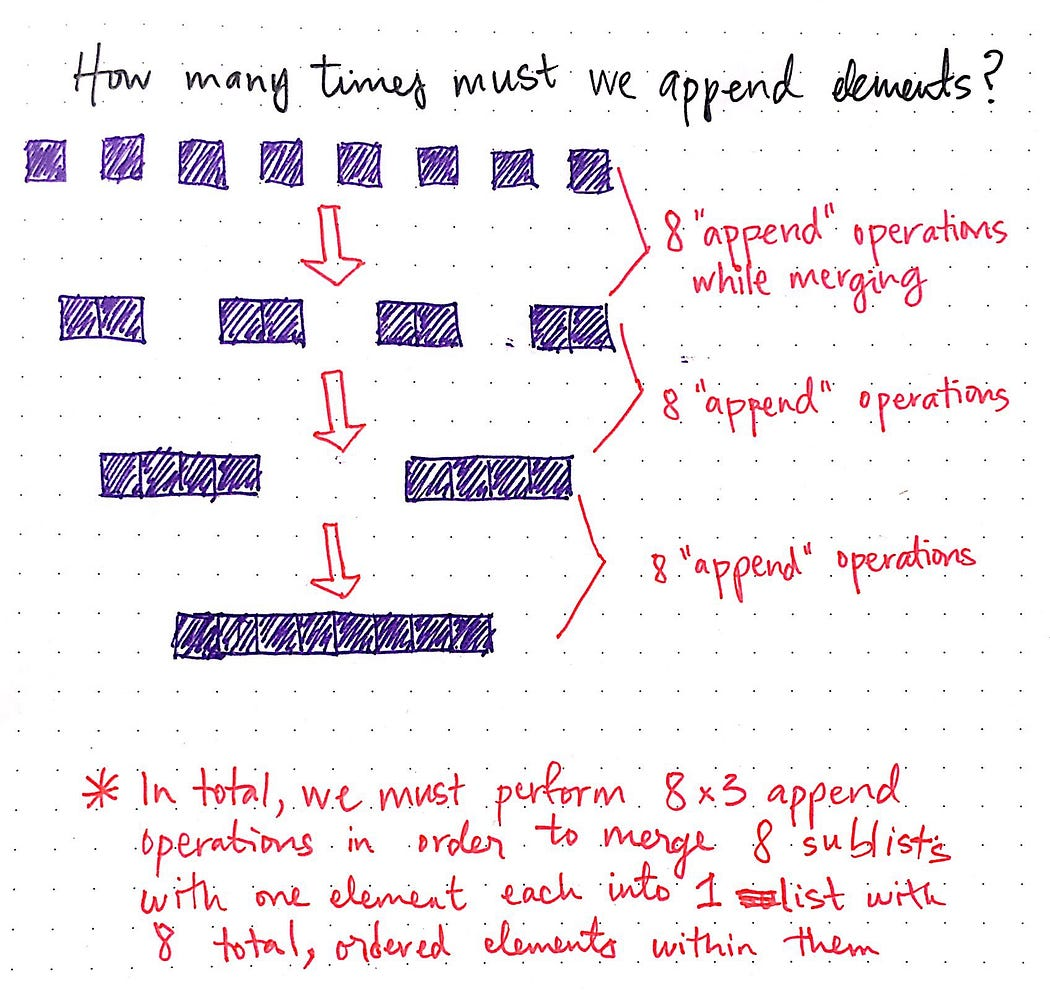 How many times must we append elements?
8 "append" operations
while merging
8 "append" operations
8 "append" operations
* In total, we must perform 8x3 append
operations in order to merge 8 sublists
with one element each into 1 list with
8 total, ordered elements within them